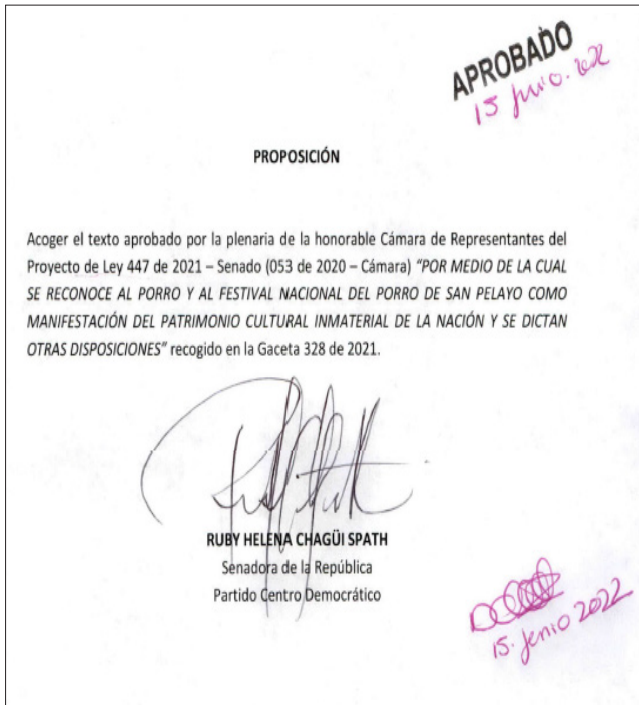 APROBADO
15 junio. 2022
PROPOSICIÓN
Acoger el texto aprobado por la plenaria de la honorable Cámara de Representantes del
Proyecto de Ley 447 de 2021 – Senado (053 de 2020 – Cámara) "POR MEDIO DE LA CUAL
SE RECONOCE AL PORRO Y AL FESTIVAL NACIONAL DEL PORRO DE SAN PELAYO COMO
MANIFESTACIÓN DEL PATRIMONIO CULTURAL INMATERIAL DE LA NACIÓN Y SE DICTAN
OTRAS DISPOSICIONES" recogido en la Gaceta 328 de 2021.
RUBY HELENA CHAGÜI SPATH
Senadora de la República
Partido Centro Democrático
15. junio 2022